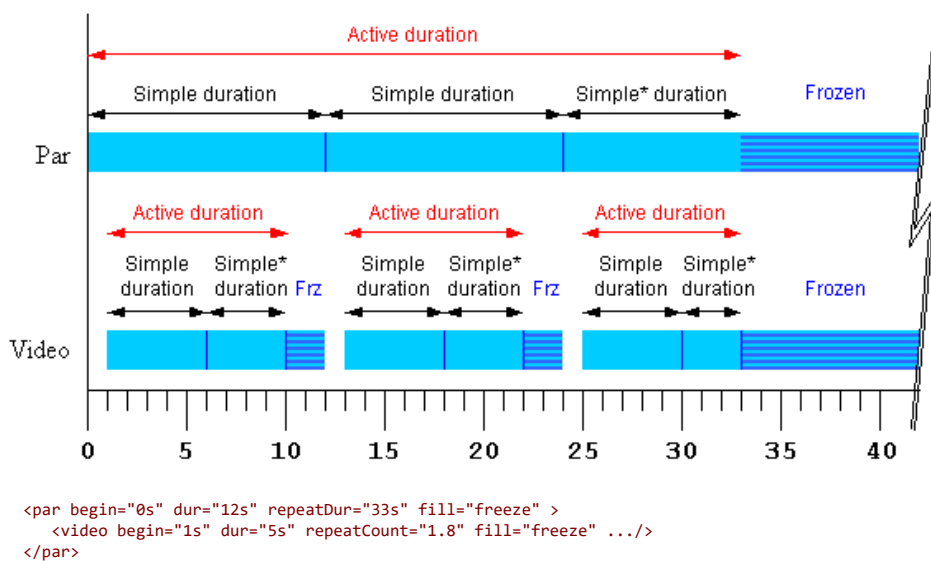 Active duration
Simple duration Simple duration Simple* duration Frozen
Par
Active duration Active duration Active duration
Simple Simple* Simple Simple* Simple Simple*
duration duration Frz duration duration Frz duration duration Frozen
Video
0 5 10 15 20 25 30 35 40
<par begin="0s" dur="12s" repeatDur="33s" fill="freeze" >
<video begin="1s" dur="5s" repeatCount="1.8" fill="freeze" .../>
</par>